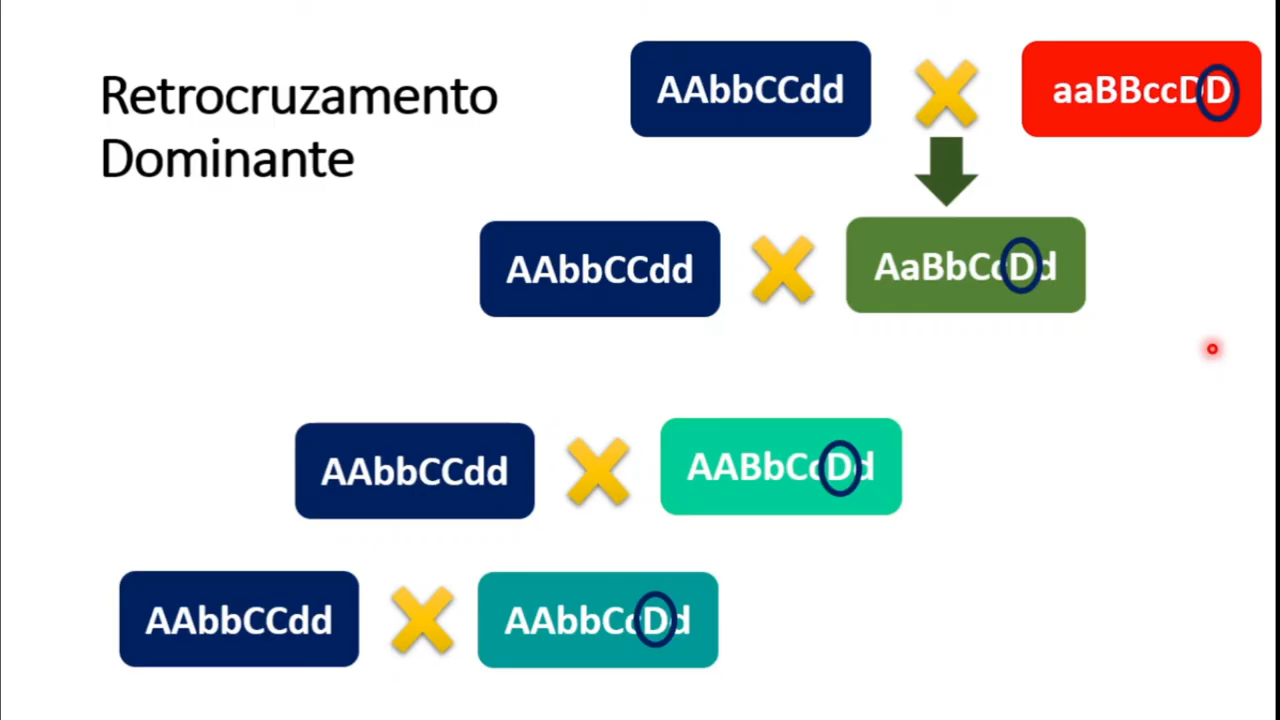 Retrocruzamento
Dominante
AAbbCCdd
aaBBccDD
AAbbCCdd
AaBbCcDd
AAbbCCdd
AABbCcDd
AAbbCCdd
AAbbCcDd